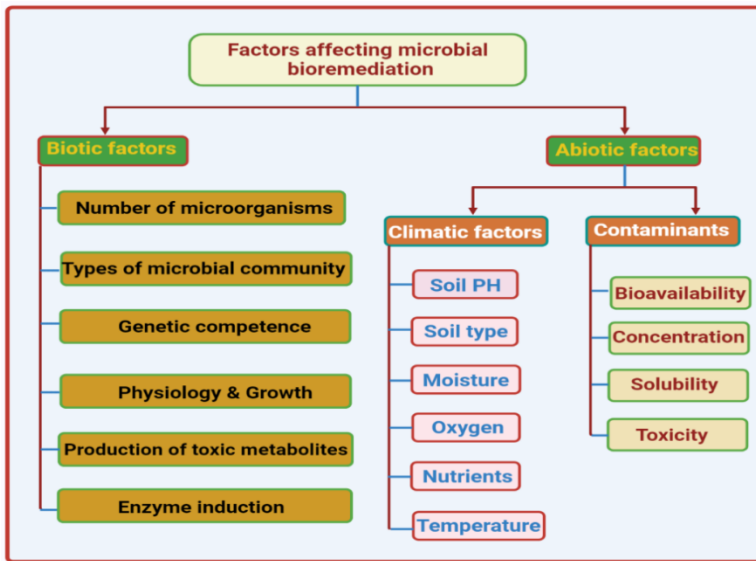 Factors affecting microbial
bioremediation
Biotic factors
Number of microorganisms
Types of microbial community
Genetic competence
Physiology & Growth
Production of toxic metabolites
Enzyme induction
Abiotic factors
Climatic factors
Soil PH
Soil type
Moisture
Oxygen
Nutrients
Temperature
Contaminants
Bioavailability
Concentration
Solubility
Toxicity